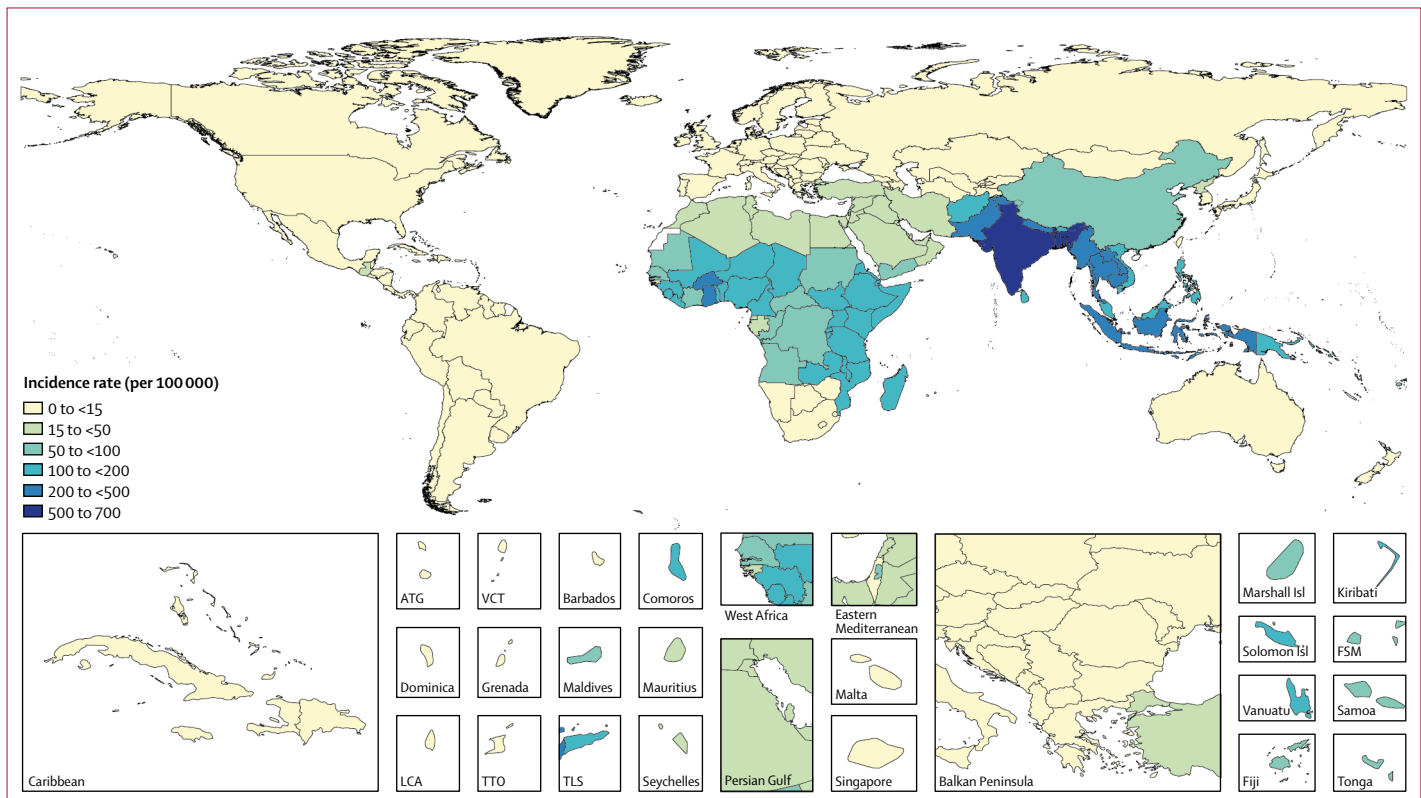 Incidence rate (per 100 000)
0 to <15
15 to <50
50 to <100
100 to <200
200 to <500
500 to 700
Caribbean
ATG
VCT
Barbados
Comoros
West Africa
Eastern
Mediterranean
Marshall Isl
Kiribati
Dominica
Grenada
Maldives
Mauritius
Malta
Solomon Isl
FSM
Vanuatu
Samoa
LCA
TTO
TLS
Seychelles
Persian Gulf
Singapore
Balkan Peninsula
Fiji
Tonga